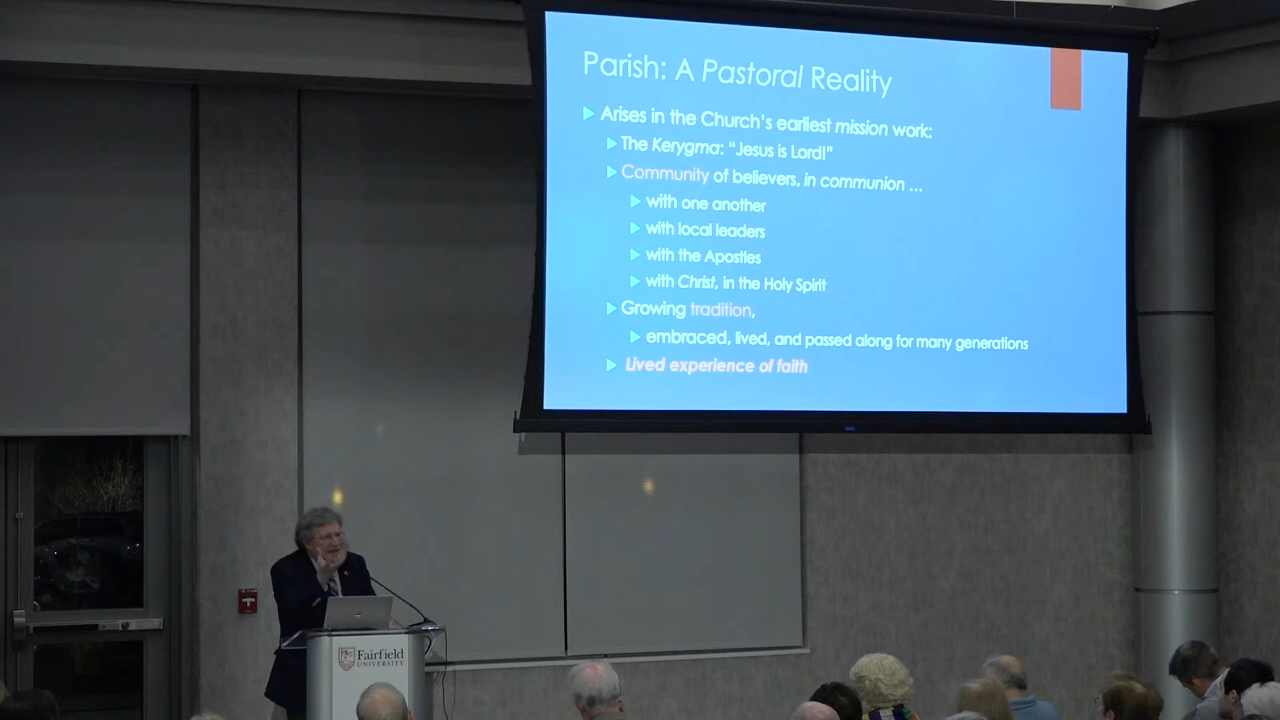 Parish: A Pastoral Reality
Arises in the Church's earliest mission work:
The Kerygma: "Jesus is Lord!"
Community of believers, in communion ...
with one another
with local leaders
with the Apostles
with Christ, in the Holy Spirit
Growing tradition,
embraced, lived, and passed along for many generations
Lived experience of faith
Fairfield
UNIVERSITY